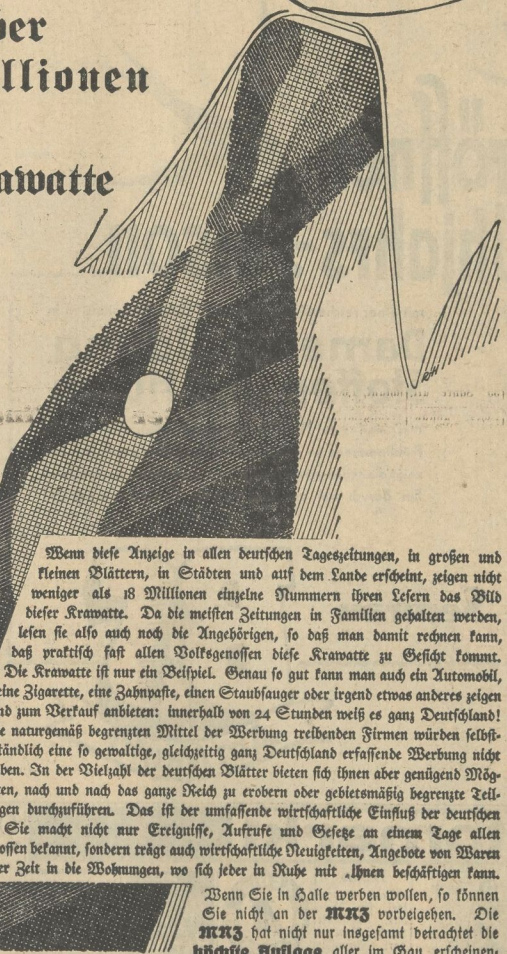 ber
llionen
awatte
Wenn diese Anzeige in allen deutschen Tageszeitungen, in großen und
kleinen Blättern, in Städten und auf dem Lande erscheint, zeigen nicht
weniger als 18 Millionen einzelne Nummern ihren Lesern das Bild
dieser Krawatte. Da die meisten Zeitungen in Familien gehalten werden,
lesen sie also auch noch die Angehörigen, so daß man damit rechnen kann,
daß praktisch fast allen Volksgenossen diese Krawatte zu Gesicht kommt.
Die Krawatte ist nur ein Beispiel. Genau so gut kann man auch ein Automobil,
eine Zigarette, eine Zahnpaste, einen Staubsauger oder irgend etwas anderes zeigen
nd zum Verkauf anbieten: innerhalb von 24 Stunden weiß es ganz Deutschland!
e naturgemäß begrenzten Mittel der Werbung treibenden Firmen würden selbst-
tändlich eine so gewaltige, gleichzeitig ganz Deutschland erfassende Werbung nicht
ben. In der Vielzahl der deutschen Blätter bieten sich ihnen aber genügend Mög-
ten, nach und nach das ganze Reich zu erobern oder gebietsmäßig begrenzte Teil-
gen durchzuführen. Das ist der umfassende wirtschaftliche Einfluß der deutschen
Sie macht nicht nur Ereignisse, Aufrufe und Gesetze an einem Tage allen
ossen bekannt, sondern trägt auch wirtschaftliche Neuigkeiten, Angebote von Waren
er Zeit in die Wohnungen, wo sich jeder in Ruhe mit ihnen beschäftigen kann.
Wenn Sie in Halle werben wollen, so können
Sie nicht an der MNZ vorbeigehen. Die
MNZ hat nicht nur insgesamt betrachtet die
höchste Auflage aller im Gau erscheinen-